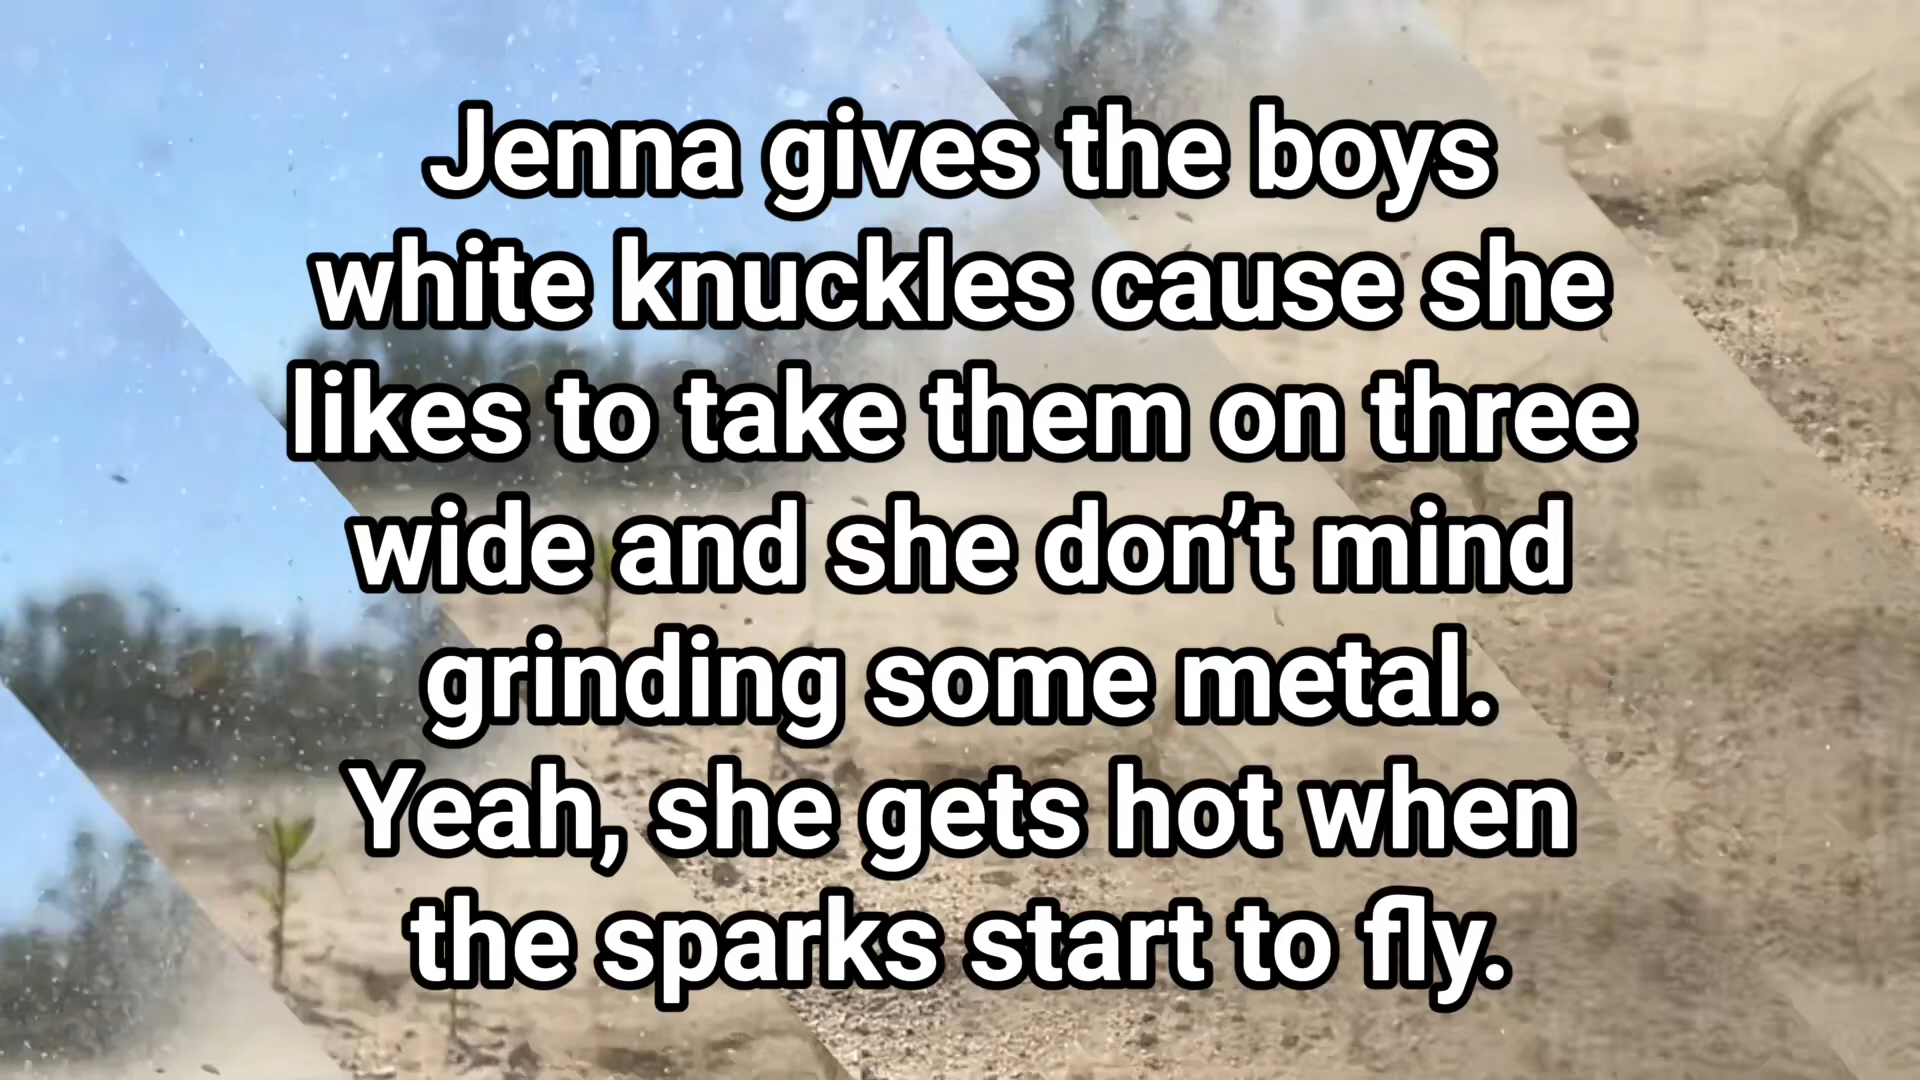 Jenna gives the boys
white knuckles cause she
likes to take them on three
wide and she don’t mind
grinding some metal.
Yeah, she gets hot when
the sparks start to fly.